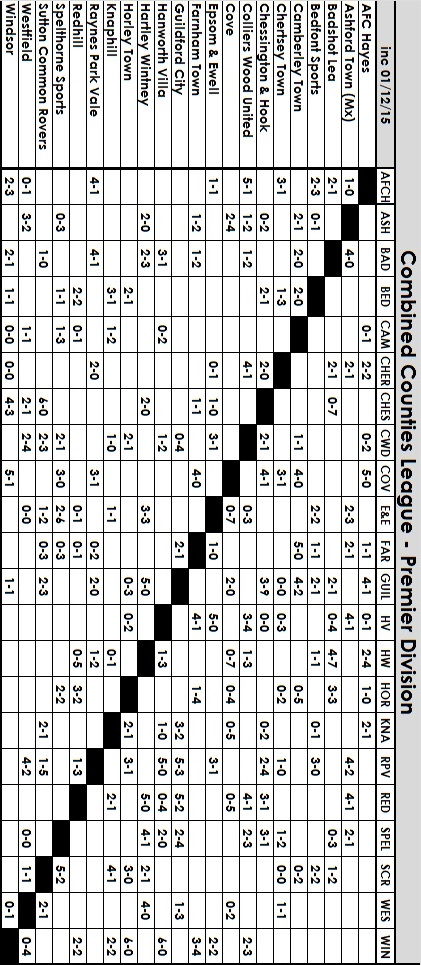 Combined Counties League - Premier Division
inc 01/12/15 AFCH ASH BAD BED CAM CHER CHES CWD COV E&E FAR GUIL HV HW HOR KNA RPV RED SPEL SCR WES WIN
AFC Hayes 0-1 2-2 0-2 5-0 1-1 4-1 0-1 2-4 1-0 2-1
Ashford Town (Mx) 1-0 4-0 2-1 2-3 2-1 4-1 4-2 4-1 2-1
Badshot Lea 2-1 2-1 0-7 2-1 0-4 4-7 3-3 0-3 1-2
Bedfont Sports 2-3 0-1 2-2 1-1 2-1 1-1 0-1 3-0 2-2
Camberley Town 2-1 2-0 2-0 1-1 4-0 5-0 4-2 0-5 0-2
Chertsey Town 3-1 1-3 3-1 0-0 0-3 0-2 1-0 1-2 0-0 1-1
Chessington & Hook 0-2 2-1 2-0 2-1 4-1 3-9 0-0 0-2 2-4 3-1 3-1
Colliers Wood United 5-1 1-2 1-2 4-1 0-3 3-4 1-3 4-1 2-3 2-3
Cove 2-4 0-7 2-0 0-7 0-4 0-5 0-5 0-2
Epsom & Ewell 1-1 0-1 1-0 3-1 1-0 5-0 3-1 2-2
Farnham Town 1-2 1-2 1-1 4-0 4-1 1-4 3-4
Guildford City 0-4 2-1 3-2 5-3 5-2 2-4 1-3
Hanworth Villa 3-1 0-2 1-2 1-3 1-0 5-0 0-4 2-0 6-0
Hartley Wintney 2-0 2-3 2-0 3-3 5-0 5-0 4-1 2-1 4-0
Horley Town 2-1 2-1 0-3 0-2 2-1 3-1 3-0 6-0
Knaphill 3-1 1-2 1-0 1-1 0-1 2-1 4-1 2-2
Raynes Park Vale 4-1 4-1 2-0 3-1 0-2 2-0 1-2
Redhill 2-2 0-1 0-1 0-1 0-5 3-2 1-3 2-2
Spelthorne Sports 0-3 1-1 1-3 2-1 3-0 2-6 0-3 2-2 5-2
Sutton Common Rovers 1-0 6-0 2-3 1-2 0-3 2-3 2-1 1-5 2-1
Westfield 0-1 3-2 1-1 2-1 2-4 0-0 4-2 0-0 1-1 0-4
Windsor 2-3 2-1 1-1 0-0 0-0 4-3 5-1 1-1 0-1